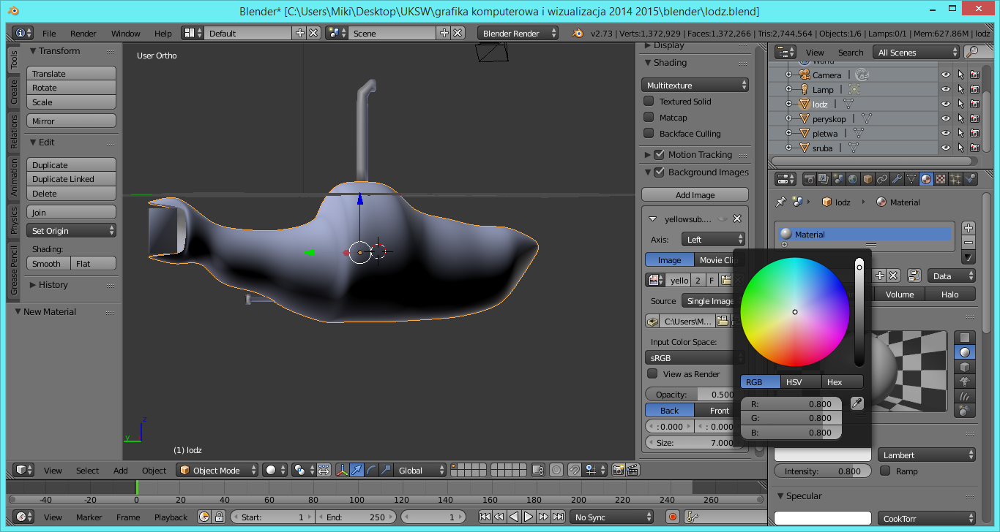 Blender* [C:\Users\Miki\Desktop\UKSW\grafika komputerowa i wizualizacja 2014 2015\blender\lodz.blend]
File Render Window Help Default Scene Blender Render v2.73 | Verts:1,372,929 | Faces:1,372,266 | Tris:2,744,564 | Objects:1/6 | Lamps:0/1 | Mem:627.86M | lodz
Tools
Create
Relations
Animation
Physics
Grease Pencil
Transform
Translate
Rotate
Scale
Mirror
Edit
Duplicate
Duplicate Linked
Delete
Join
Set Origin
Shading:
Smooth Flat
History
New Material
User Ortho
z
y
(1) lodz
Display
Shading
Multitexture
Textured Solid
Matcap
Backface Culling
Motion Tracking
Background Images
Add Image
yellowsub....
Axis: Left
Image Movie Clip
yello 2 F
Source Single Image
C:\Users\M...
Input Color Space:
sRGB
View as Render
Opacity: 0.500
Back Front
: 0.000 : 0.000
Size: 7.000
View Search All Scenes
World
Camera
Lamp
lodz
peryskop
pletwa
sruba
lodz Material
Material
Data
Volume Halo
RGB HSV Hex
R: 0.800
G: 0.800
B: 0.800
Lambert
Intensity: 0.800 Ramp
Specular
CookTorr
View Select Add Object Object Mode Global
-40 -20 0 20 40 60 80 100 120 140 160 180 200 220 240 260
View Marker Frame Playback Start: 1 End: 250 1 No Sync